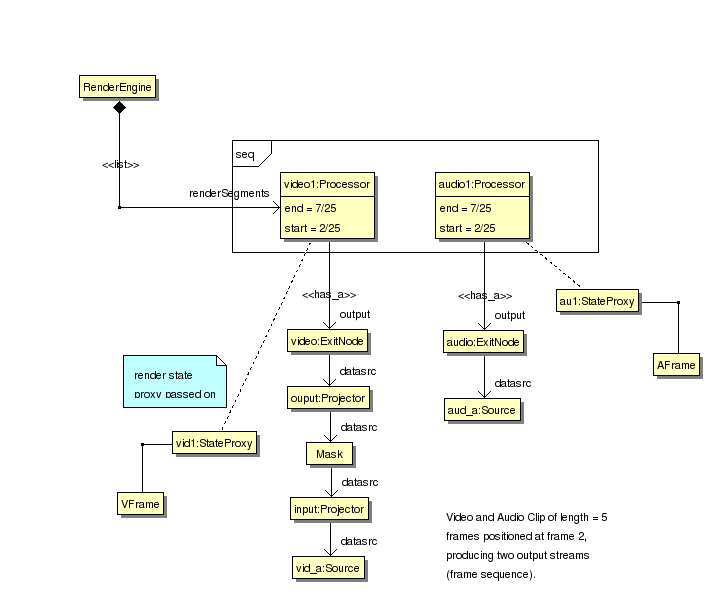 RenderEngine
<<list>>
seq
renderSegments
video1:Processor
end = 7/25
start = 2/25
audio1:Processor
end = 7/25
start = 2/25
<<has_a>>
output
<<has_a>>
output
au1:StateProxy
AFrame
video:ExitNode
datasrc
ouput:Projector
datasrc
Mask
datasrc
input:Projector
datasrc
vid_a:Source
audio:ExitNode
datasrc
aud_a:Source
render state
proxy passed on
vid1:StateProxy
VFrame
Video and Audio Clip of length = 5
frames positioned at frame 2,
producing two output streams
(frame sequence).